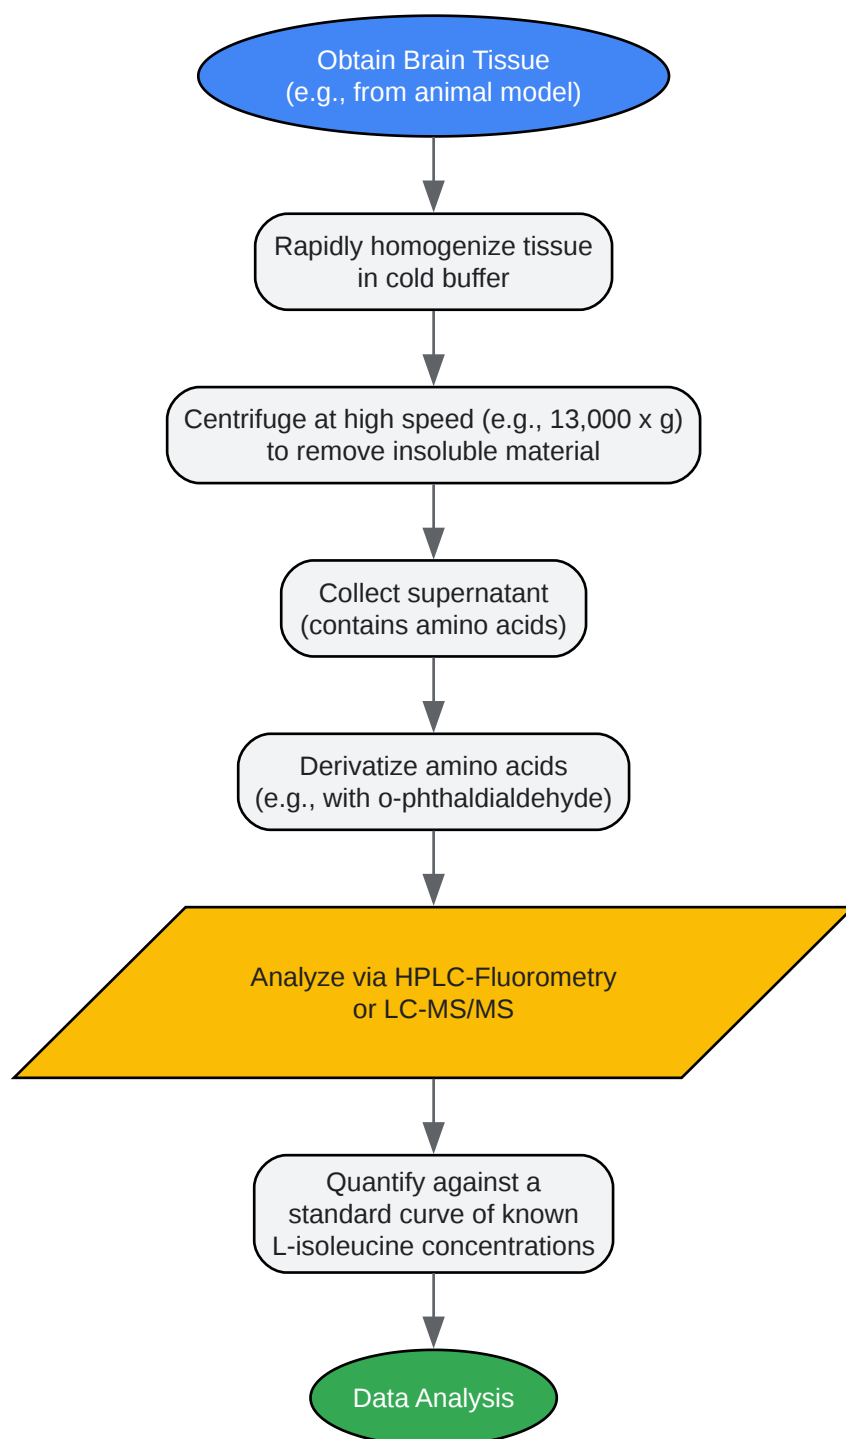 Obtain Brain Tissue
(e.g., from animal model)
Rapidly homogenize tissue
in cold buffer
Centrifuge at high speed (e.g., 13,000 x g)
to remove insoluble material
Collect supernatant
(contains amino acids)
Derivatize amino acids
(e.g., with o-phthaldialdehyde)
Analyze via HPLC-Fluorometry
or LC-MS/MS
Quantify against a
standard curve of known
L-isoleucine concentrations
Data Analysis